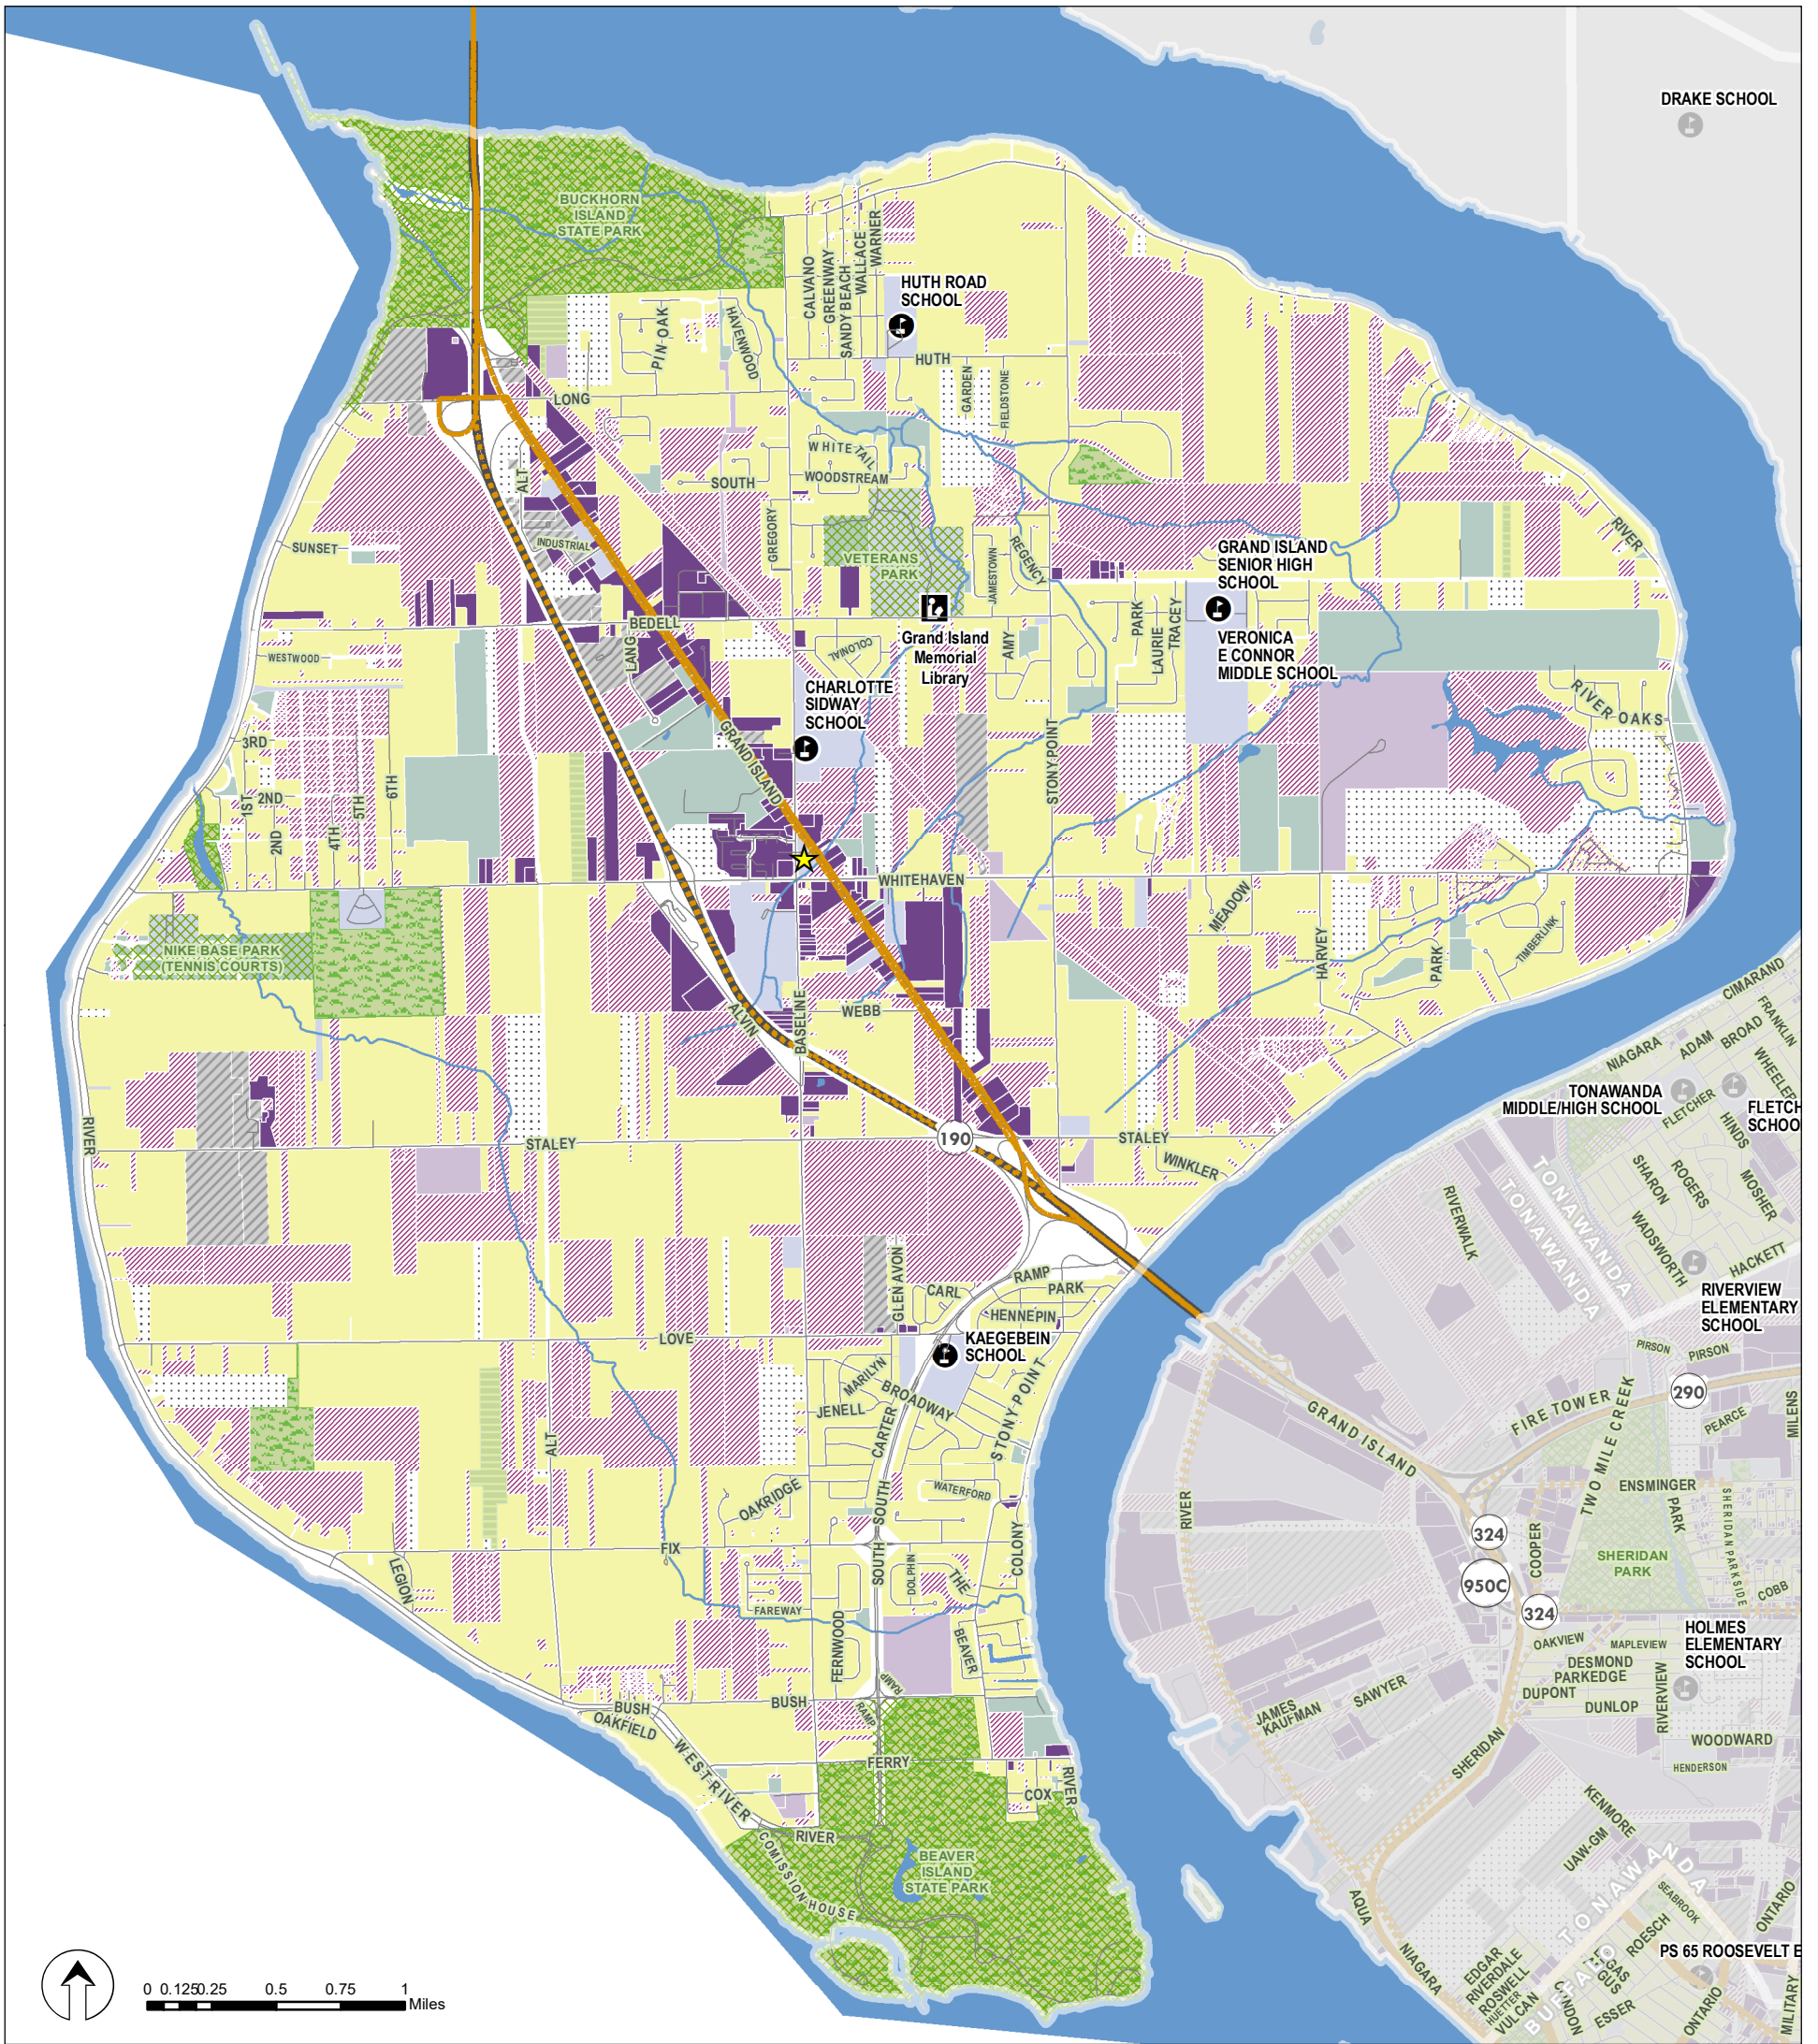 DRAKE SCHOOL
BUCKHORN
ISLAND
STATE PARK
CALVANO
GREENWAY
SANDY BEACH
WALLACE
WARNER
HUTH ROAD
SCHOOL
PIN OAK
HAVENWOOD
HUTH
GARDEN
FIELDSTONE
LONG
WHITE TAIL
WOODSTREAM
SOUTH
ALT
GREGORY
INDUSTRIAL
SUNSET
VETERANS
PARK
JAMESTOWN
REGENCY
RIVER
GRAND ISLAND
SENIOR HIGH
SCHOOL
BEDELL
LANG
WESTWOOD
COLONIAL
Grand Island
Memorial
Library
AMY
PARK
LAURIE
TRACEY
VERONICA
E CONNOR
MIDDLE SCHOOL
CHARLOTTE
SIDWAY
SCHOOL
RIVER OAKS
3RD
GRAND ISLAND
STONY POINT
1ST
2ND
2ND
4TH
5TH
6TH
WHITEHAVEN
MEADOW
HARVEY
PARK
TIMBERLINK
NIKE BASE PARK
(TENNIS COURTS)
ALVIN
BASELINE
WEBB
CIMARAND
FRANKLIN
BROAD
ADAM
NIAGARA
WHEELER
TONAWANDA
MIDDLE/HIGH SCHOOL
FLETCHER
FLETCH
SCHOO
HINDS
RIVER
STALEY
190
STALEY
WINKLER
TONAWANDA
TONAWANDA
SHARON
ROGERS
MOSHER
WADSWORTH
HACKETT
RIVERWALK
GLEN AVON
CARL
RAMP
PARK
HENNEPIN
RIVERVIEW
ELEMENTARY
SCHOOL
LOVE
KAEGEBEIN
SCHOOL
PIRSON
PIRSON
MARILYN
BROADWAY
JENELL
CARTER
STONY POINT
290
FIRE TOWER
GRAND ISLAND
TWO MILE CREEK
PEARCE
MILENS
ALT
OAKRIDGE
SOUTH
WATERFORD
ENSMINGER
PARK
SHERIDAN PARKSIDE
RIVER
324
COOPER
FIX
SOUTH
DOLPHIN
THE
COLONY
LEGION
SHERIDAN
PARK
950C
324
COBB
FAREWAY
FERNWOOD
BEAVER
HOLMES
ELEMENTARY
SCHOOL
OAKVIEW
MAPLEVIEW
DESMOND
PARKEDGE
DUPONT
DUNLOP
RIVERVIEW
RAMP
BUSH
BUSH
OAKFIELD
RAMP
JAMES
KAUFMAN
SAWYER
WOODWARD
HENDERSON
SHERIDAN
WEST RIVER
FERRY
COX
RIVER
KENMORE
UAW-GM
RIVER
COMISSION HOUSE
BEAVER
ISLAND
STATE PARK
TONAWANDA
BUFFALO
AQUA
NIAGARA
SEABROOK
ROESCH
ONTARIO
PS 65 ROOSEVELT E
EDGAR
RIVERDALE
ROSWELL
HUETTER
VULCAN
ESSER
ONTARIO
MILITARY
0 0.125 0.25 0.5 0.75 1
Miles